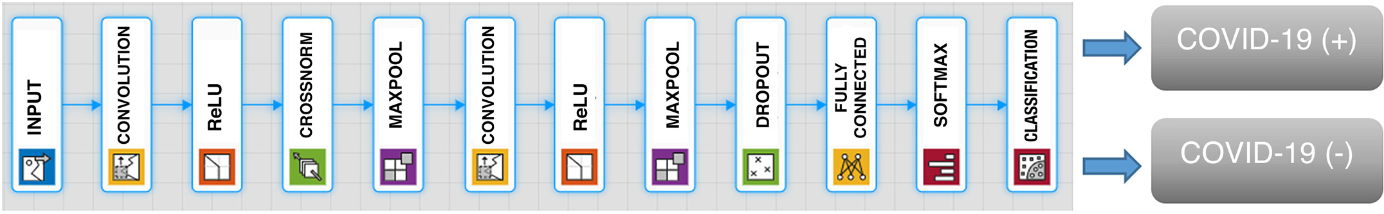 INPUT
CONVOLUTION
ReLU
CROSSNORM
MAXPOOL
CONVOLUTION
ReLU
MAXPOOL
DROPOUT
FULLY
CONNECTED
SOFTMAX
CLASSIFICATION
COVID-19 (+)
COVID-19 (-)